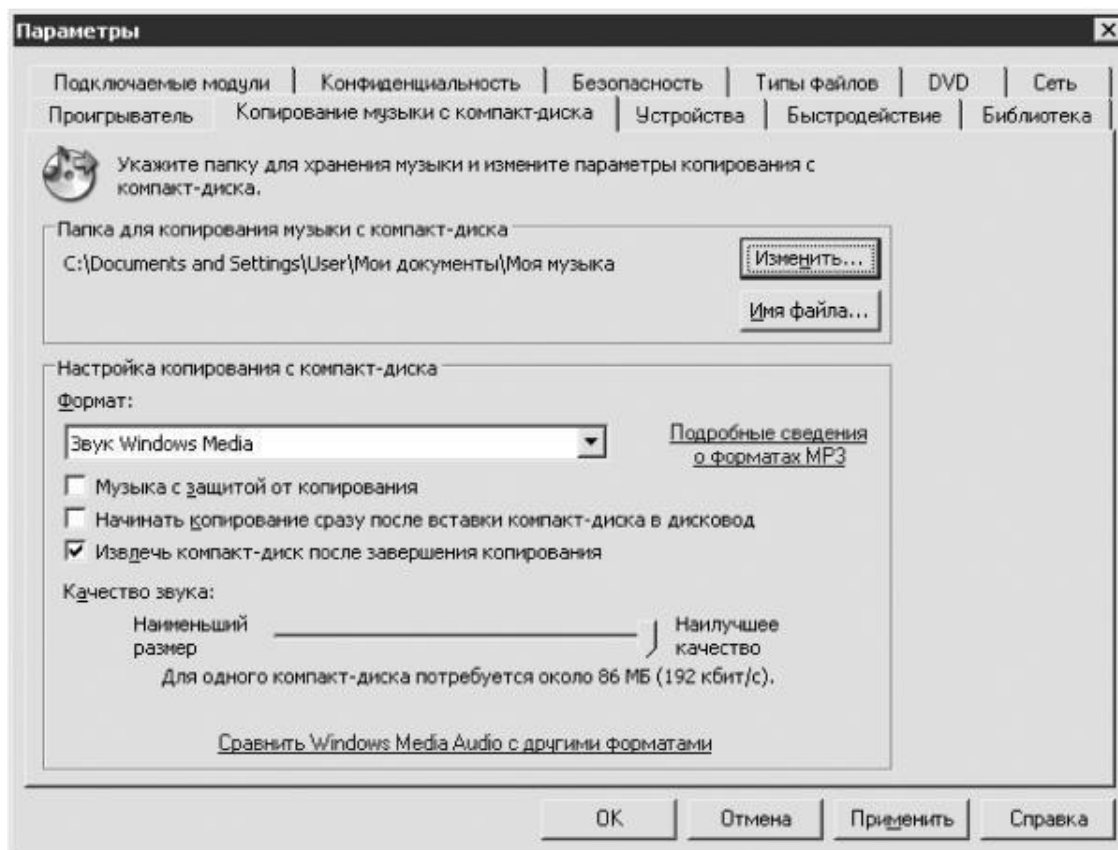 Параметры
Подключаемые модули Конфиденциальность Безопасность Типы файлов DVD Сеть
Проигрыватель Копирование музыки с компакт-диска Устройства Быстродействие Библиотека
Укажите папку для хранения музыки и измените параметры копирования с
компакт-диска.
Папка для копирования музыки с компакт-диска
C:\Documents and Settings\User\Мои документы\Моя музыка
Изменить...
Имя файла...
Настройка копирования с компакт-диска
Формат:
Звук Windows Media
Подробные сведения
о форматах MP3
Музыка с защитой от копирования
Начинать копирование сразу после вставки компакт-диска в дисковод
Извлечь компакт-диск после завершения копирования
Качество звука:
Наименьший
размер
Наилучшее
качество
Для одного компакт-диска потребуется около 86 МБ (192 кбит/с).
Сравнить Windows Media Audio с другими форматами
OK Отмена Применить Справка